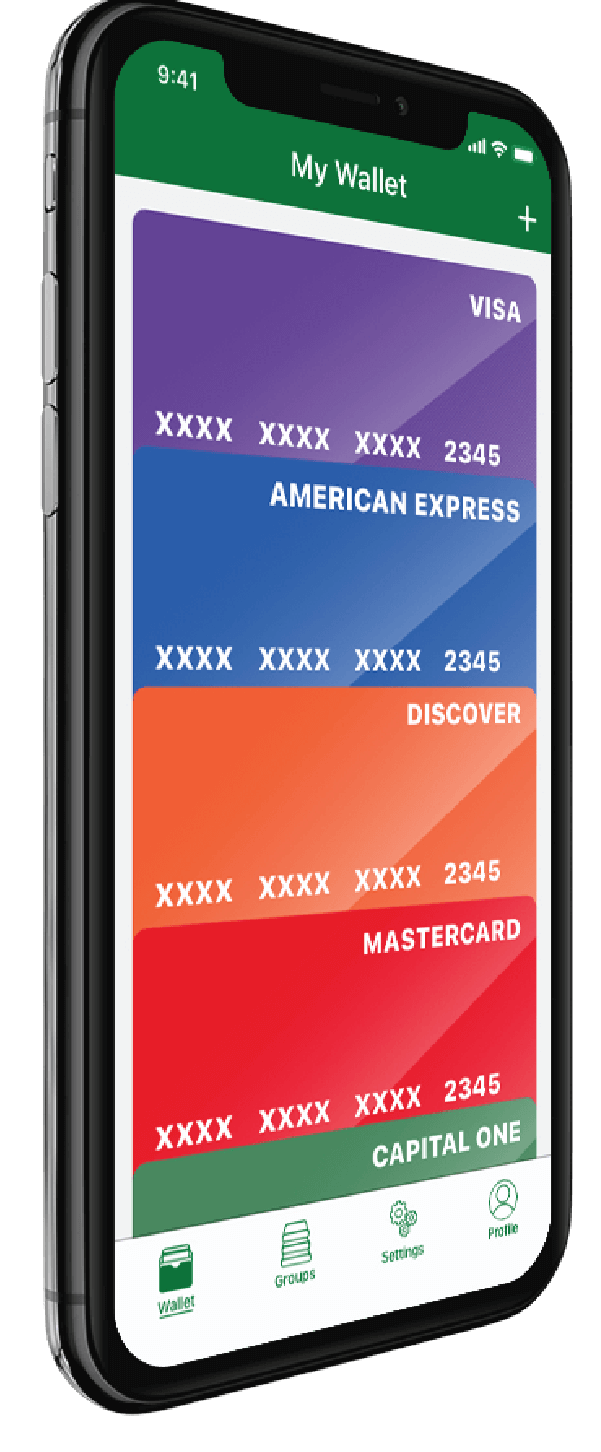 9:41
My Wallet
+
VISA
XXXX XXXX XXXX 2345
AMERICAN EXPRESS
XXXX XXXX XXXX 2345
DISCOVER
XXXX XXXX XXXX 2345
MASTERCARD
XXXX XXXX XXXX 2345
CAPITAL ONE
Wallet Groups Settings Profile